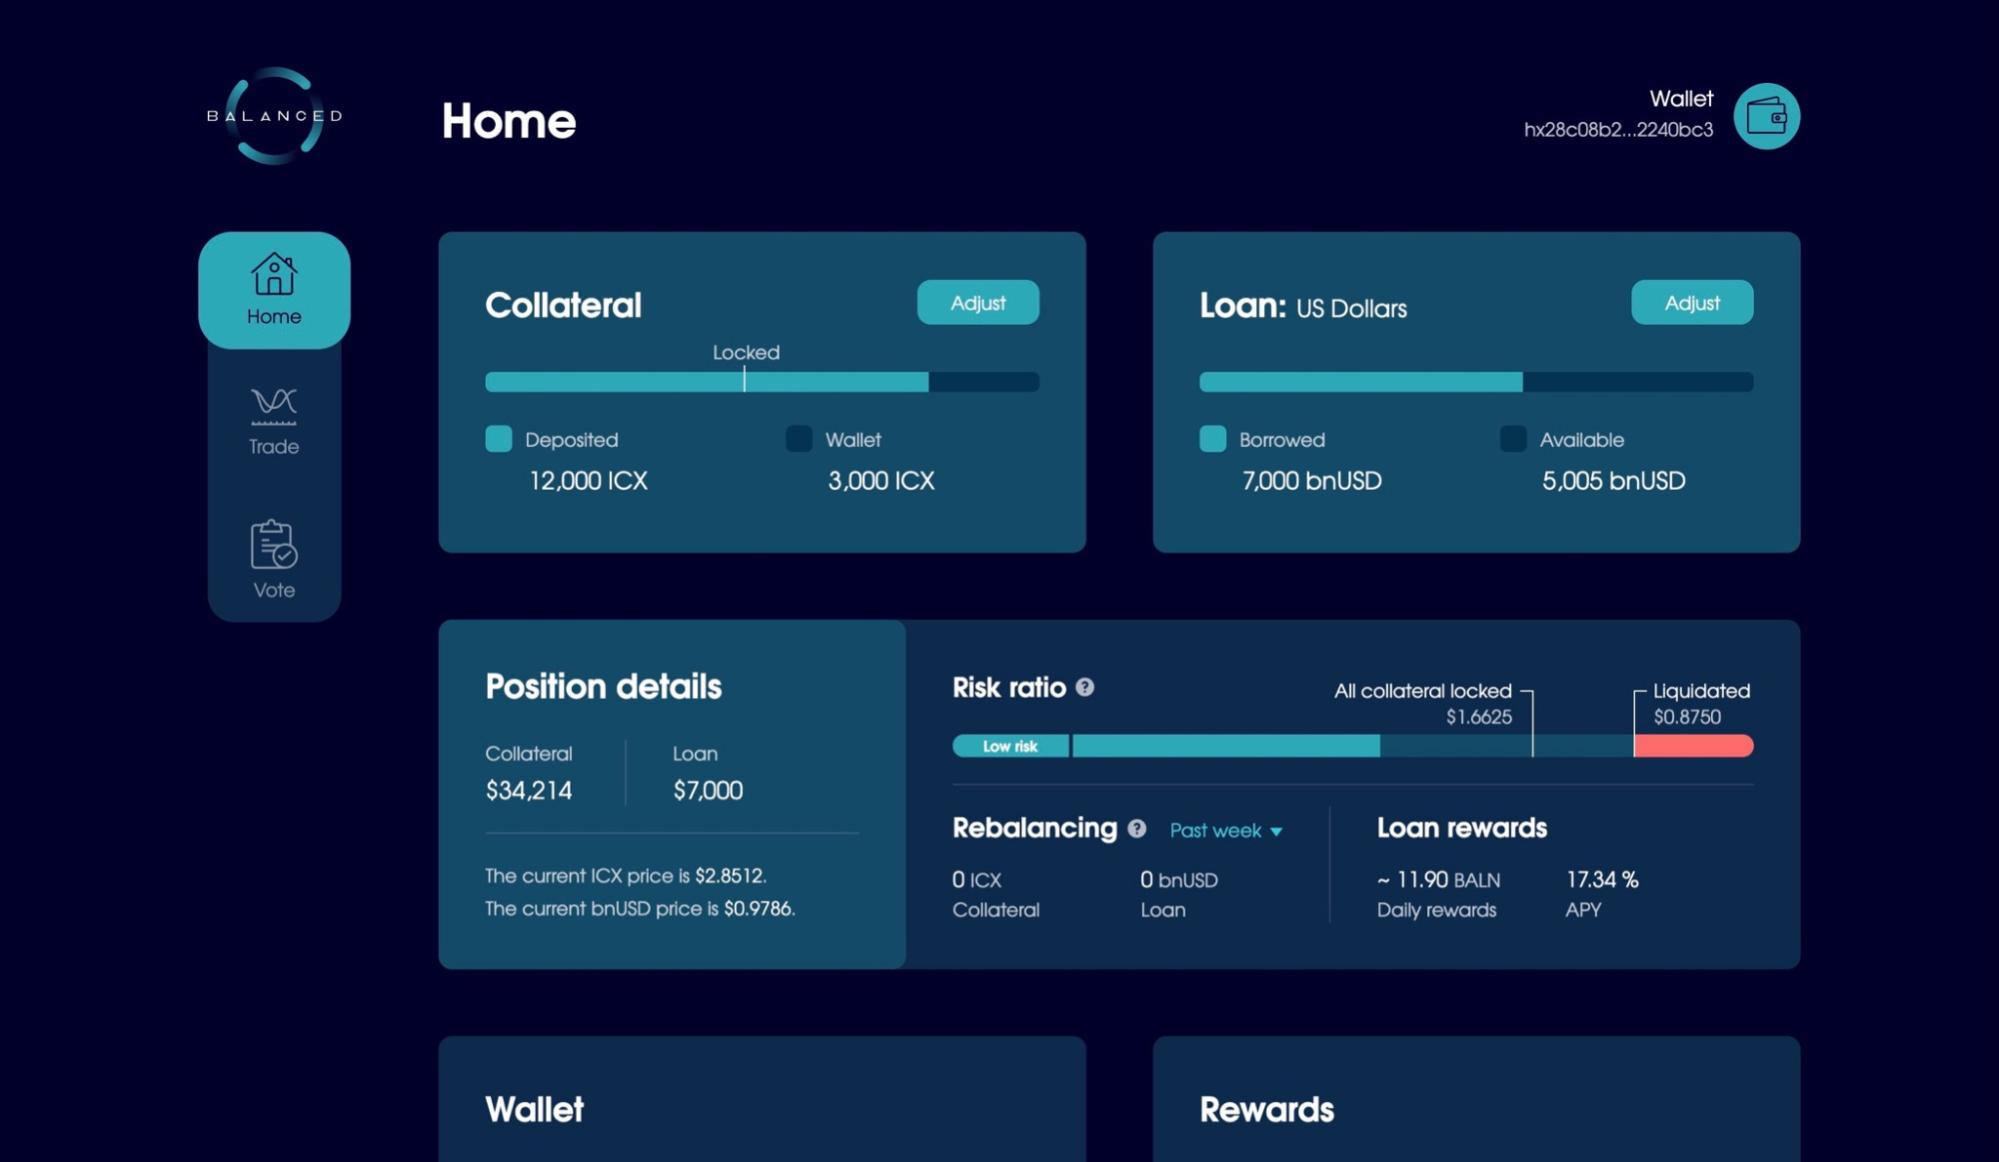 BALANCED
Home
Wallet
hx28c08b2...2240bc3
Home
Trade
Vote
Collateral
Adjust
Locked
Deposited
12,000 ICX
Wallet
3,000 ICX
Loan: US Dollars
Adjust
Borrowed
7,000 bnUSD
Available
5,005 bnUSD
Position details
Collateral
$34,214
Loan
$7,000
The current ICX price is $2.8512.
The current bnUSD price is $0.9786.
Risk ratio ?
All collateral locked
$1.6625
Liquidated
$0.8750
Low risk
Rebalancing ? Past week
0 ICX
Collateral
0 bnUSD
Loan
Loan rewards
~ 11.90 BALN
Daily rewards
17.34 %
APY
Wallet
Rewards